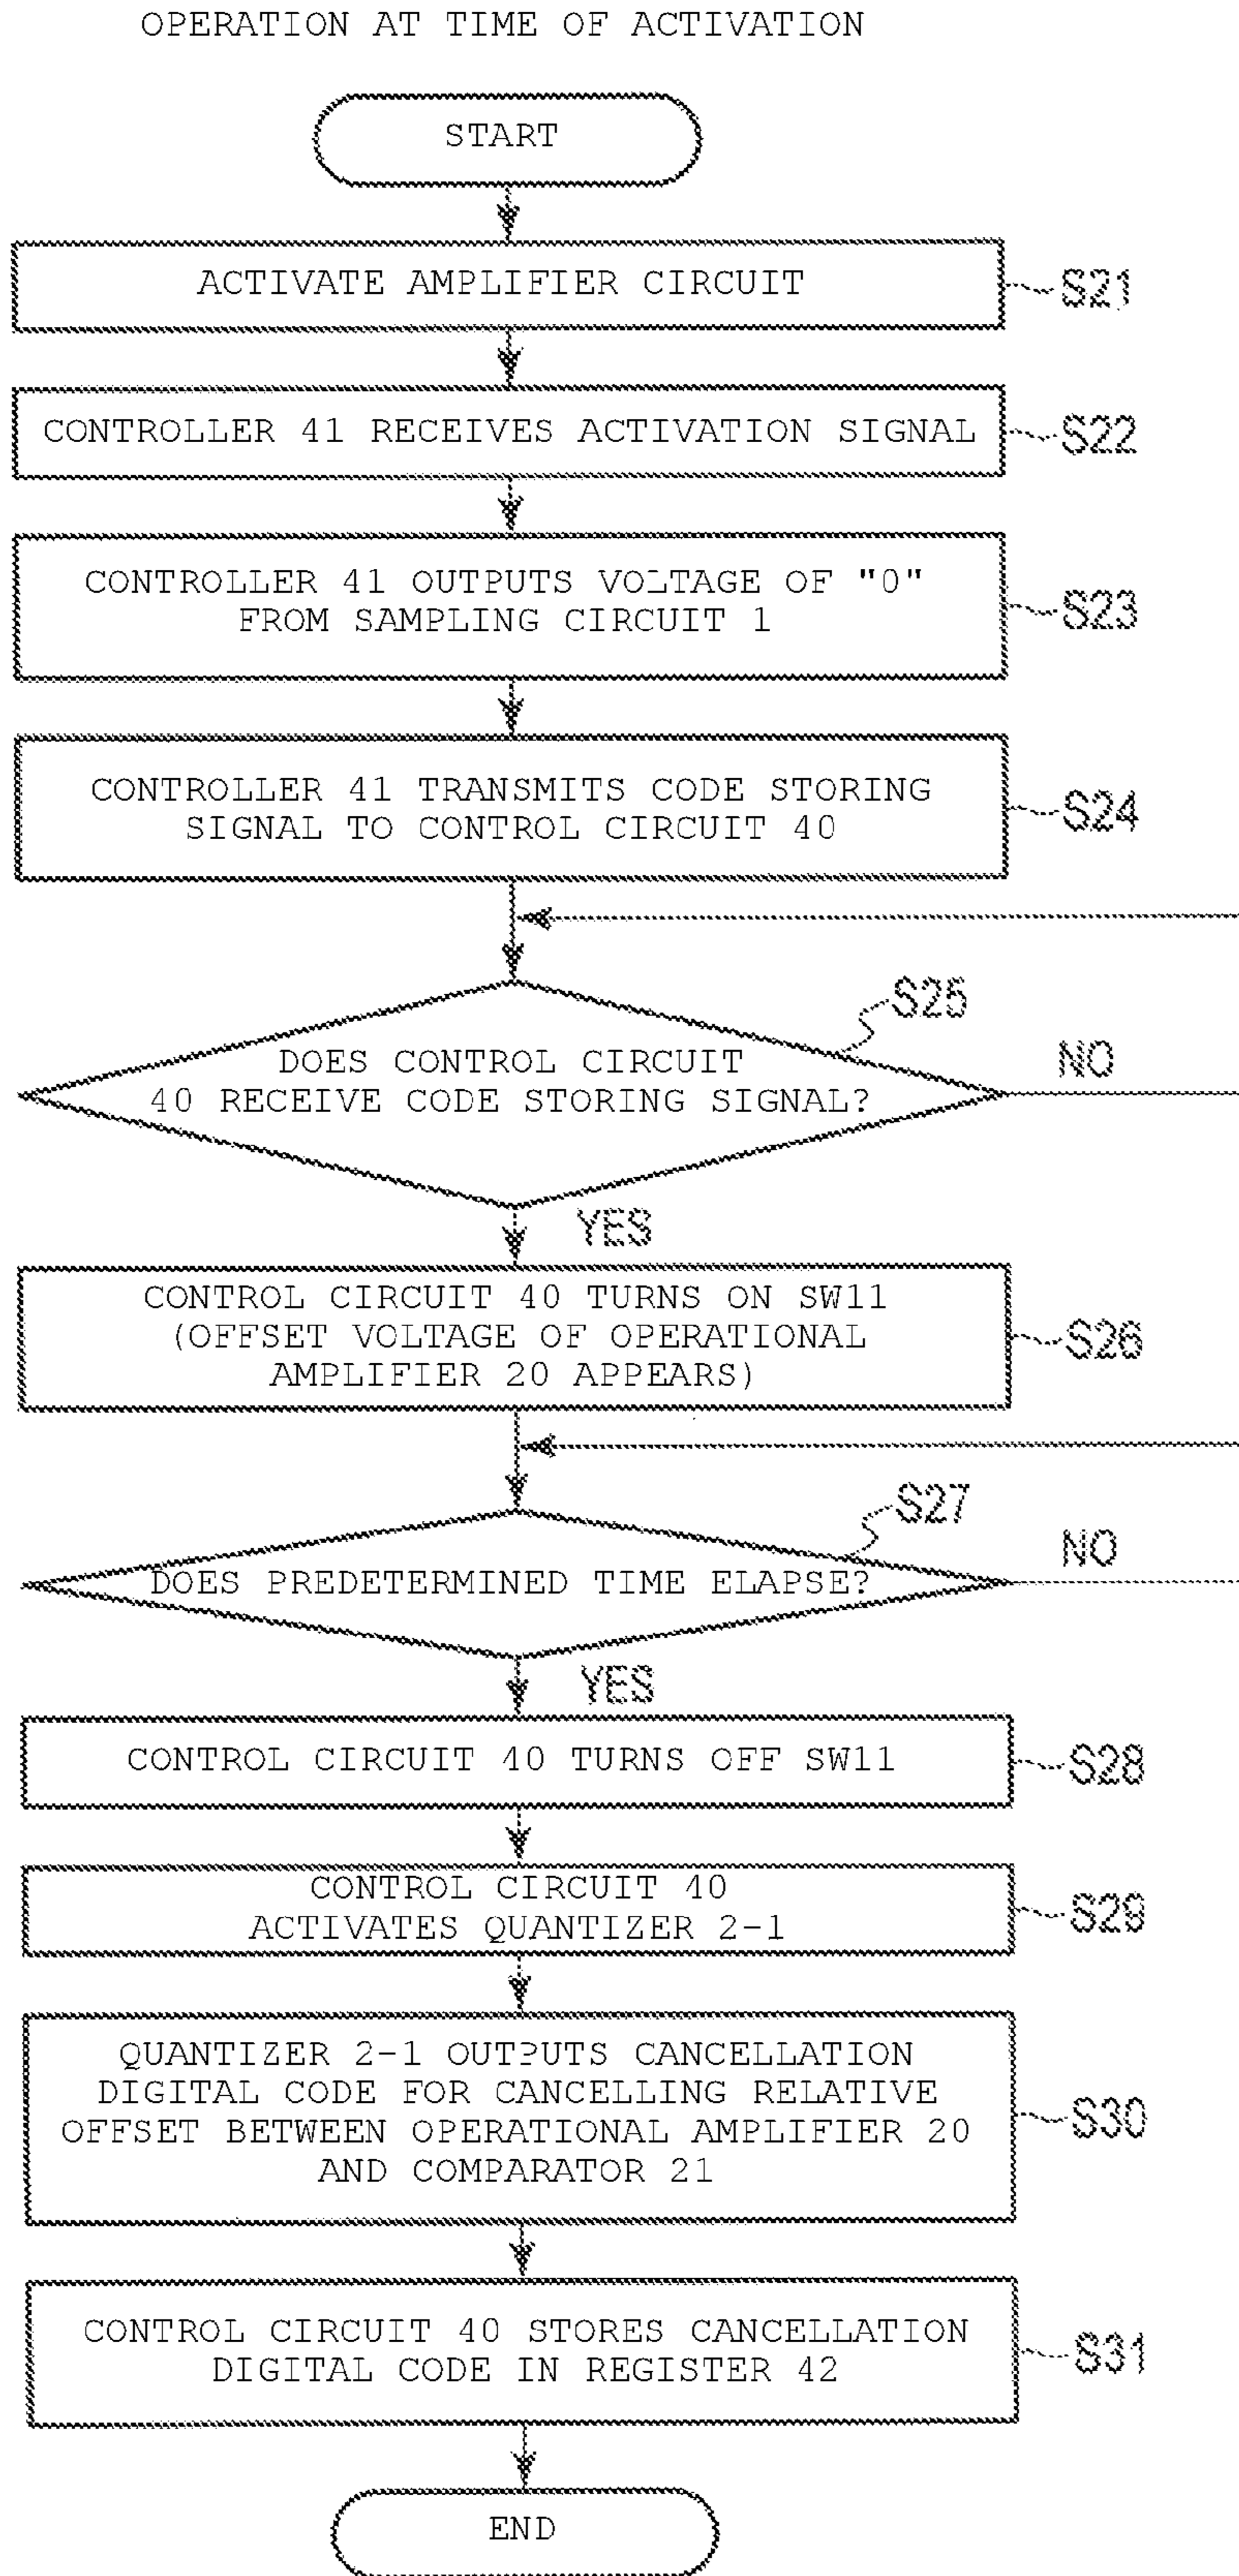 OPERATION AT TIME OF ACTIVATION
START
ACTIVATE AMPLIFIER CIRCUIT
S21
CONTROLLER 41 RECEIVES ACTIVATION SIGNAL
S22
CONTROLLER 41 OUTPUTS VOLTAGE OF "0"
FROM SAMPLING CIRCUIT 1
S23
CONTROLLER 41 TRANSMITS CODE STORING
SIGNAL TO CONTROL CIRCUIT 40
S24
S25
DOES CONTROL CIRCUIT
40 RECEIVE CODE STORING SIGNAL?
NO
YES
CONTROL CIRCUIT 40 TURNS ON SW11
(OFFSET VOLTAGE OF OPERATIONAL
AMPLIFIER 20 APPEARS)
S26
S27
DOES PREDETERMINED TIME ELAPSE?
NO
YES
CONTROL CIRCUIT 40 TURNS OFF SW11
S28
CONTROL CIRCUIT 40
ACTIVATES QUANTIZER 2-1
S29
QUANTIZER 2-1 OUTPUTS CANCELLATION
DIGITAL CODE FOR CANCELLING RELATIVE
OFFSET BETWEEN OPERATIONAL AMPLIFIER 20
AND COMPARATOR 21
S30
CONTROL CIRCUIT 40 STORES CANCELLATION
DIGITAL CODE IN REGISTER 42
S31
END